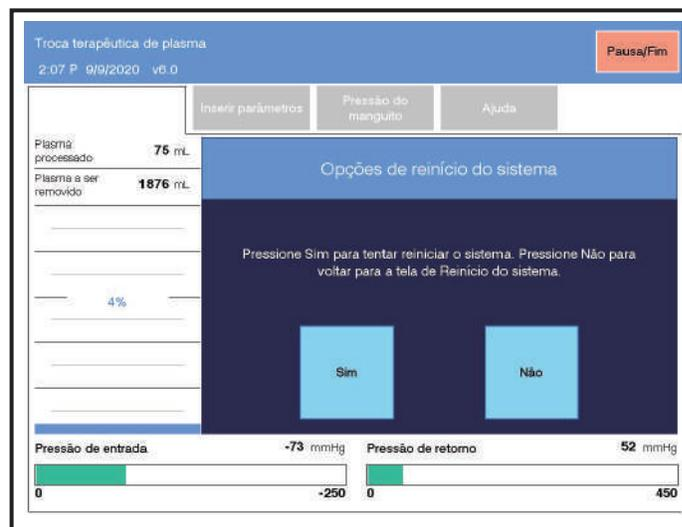 Troca terapêutica de plasma
Pausa/Fim
2:07 P 9/9/2020 v6.0
Inserir parâmetros
Pressão do
manguito
Ajuda
Plasma
processado
75 mL
Plasma a ser
removido
1876 mL
Opções de reinício do sistema
Pressione Sim para tentar reiniciar o sistema. Pressione Não para
voltar para a tela de Reinício do sistema.
4%
Sim
Não
Pressão de entrada
-73 mmHg
Pressão de retorno
52 mmHg
0
-250
0
450